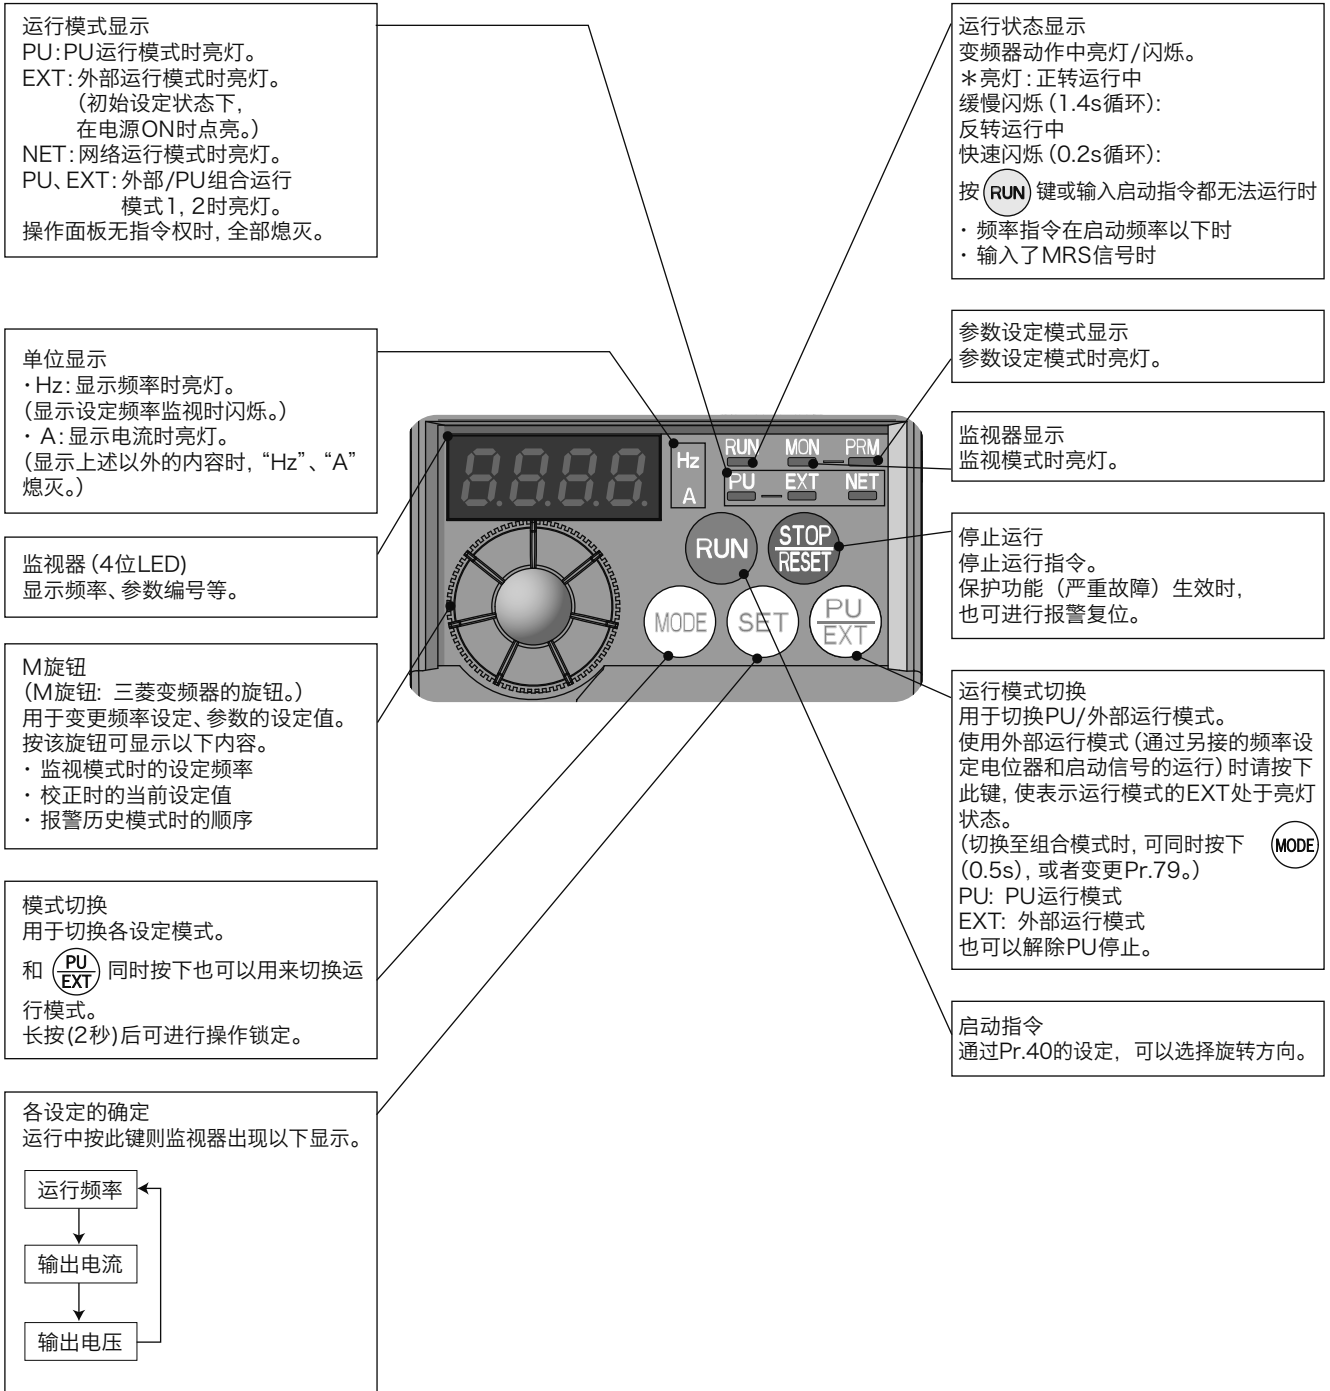 运行模式显示
PU:PU运行模式时亮灯。
EXT:外部运行模式时亮灯。
(初始设定状态下,
在电源ON时点亮。)
NET:网络运行模式时亮灯。
PU、EXT:外部/PU组合运行
模式1, 2时亮灯。
操作面板无指令权时, 全部熄灭。
单位显示
·Hz:显示频率时亮灯。
(显示设定频率监视时闪烁。)
· A:显示电流时亮灯。
(显示上述以外的内容时, “Hz”、“A”
熄灭。)
监视器(4位LED)
显示频率、参数编号等。
M旋钮
(M旋钮: 三菱变频器的旋钮。)
用于变更频率设定、参数的设定值。
按该旋钮可显示以下内容。
· 监视模式时的设定频率
· 校正时的当前设定值
· 报警历史模式时的顺序
模式切换
用于切换各设定模式。
和 PU/EXT 同时按下也可以用来切换运
行模式。
长按(2秒)后可进行操作锁定。
各设定的确定
运行中按此键则监视器出现以下显示。
运行频率
输出电流
输出电压
8.8.8.8.
Hz
A
RUN MON PRM
PU EXT NET
RUN
STOP
RESET
MODE
SET
PU
EXT
运行状态显示
变频器动作中亮灯/闪烁。
*亮灯:正转运行中
缓慢闪烁(1.4s循环):
反转运行中
快速闪烁(0.2s循环):
按 RUN 键或输入启动指令都无法运行时
· 频率指令在启动频率以下时
· 输入了MRS信号时
参数设定模式显示
参数设定模式时亮灯。
监视器显示
监视模式时亮灯。
停止运行
停止运行指令。
保护功能（严重故障）生效时,
也可进行报警复位。
运行模式切换
用于切换PU/外部运行模式。
使用外部运行模式(通过另接的频率设
定电位器和启动信号的运行)时请按下
此键, 使表示运行模式的EXT处于亮灯
状态。
(切换至组合模式时, 可同时按下 MODE
(0.5s), 或者变更Pr.79。)
PU: PU运行模式
EXT: 外部运行模式
也可以解除PU停止。
启动指令
通过Pr.40的设定, 可以选择旋转方向。